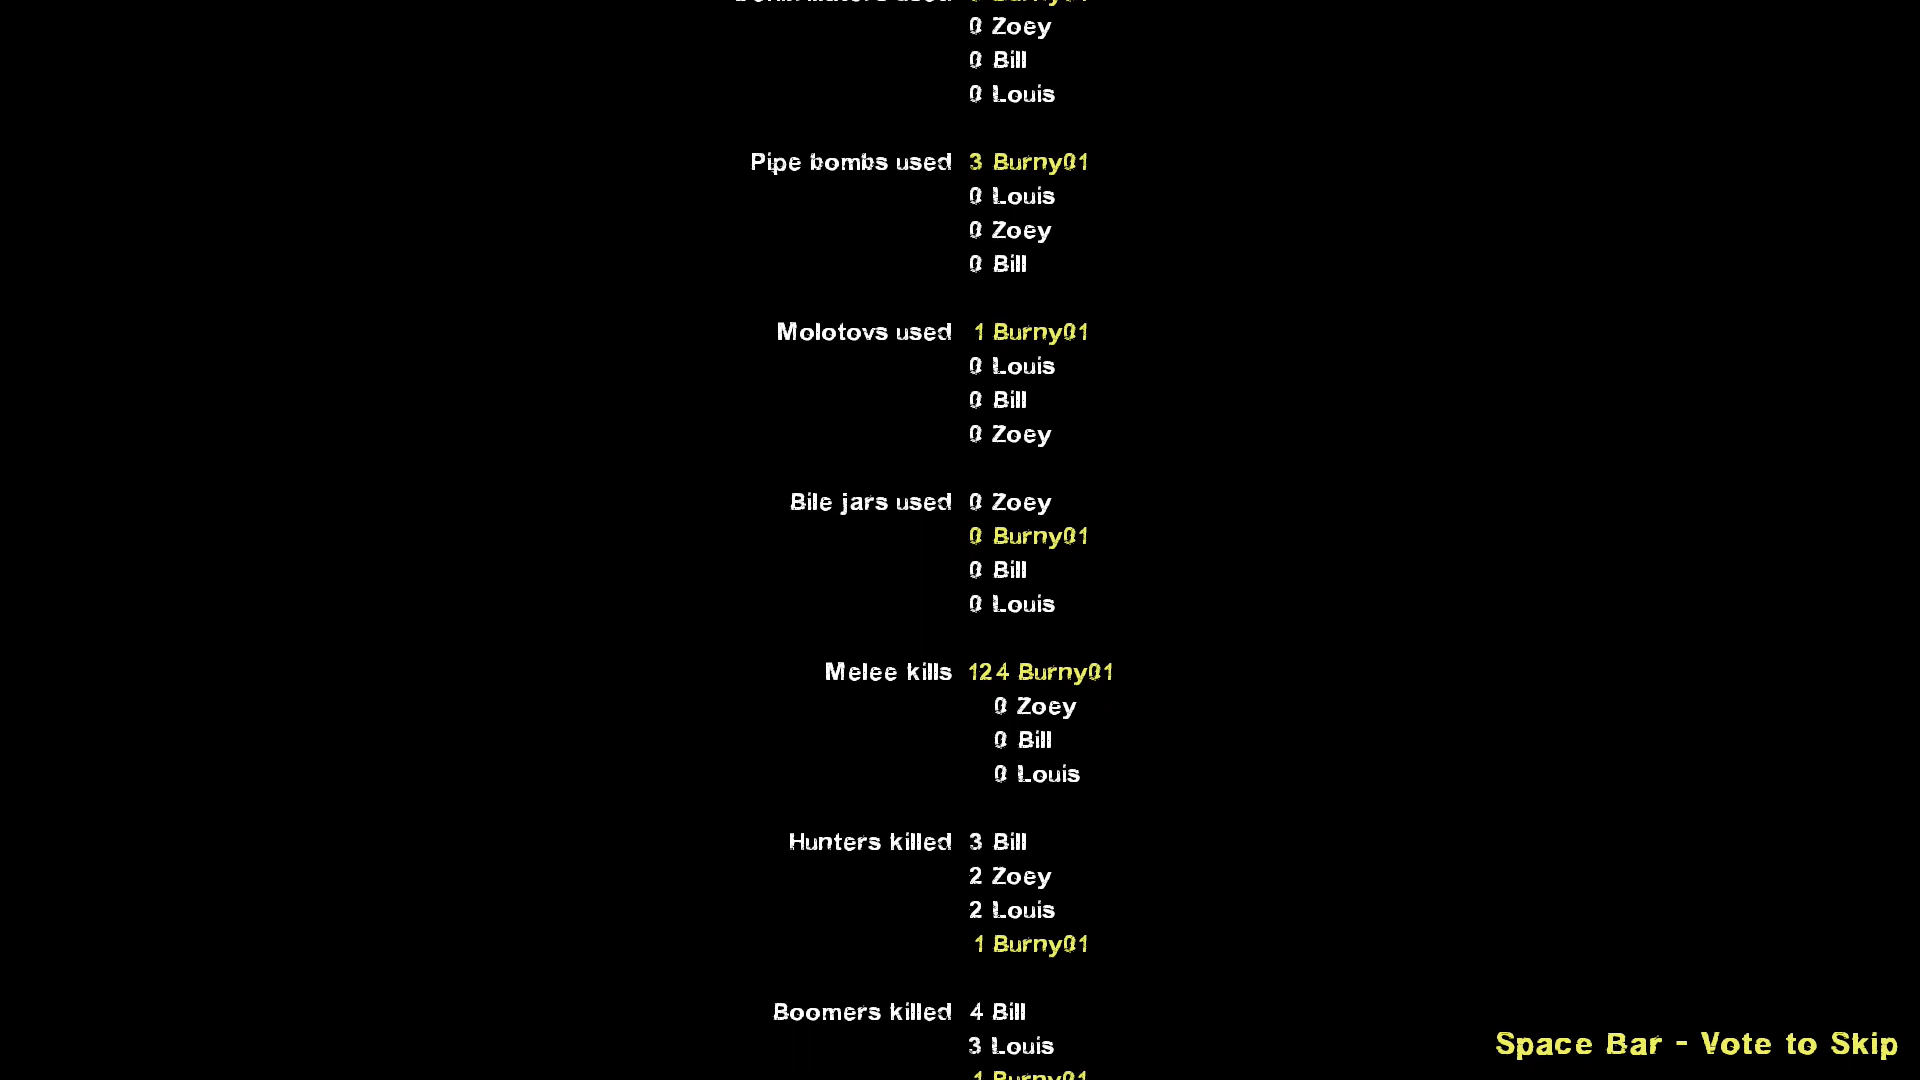 0 Zoey
0 Bill
0 Louis
Pipe bombs used 3 Burny01
0 Louis
0 Zoey
0 Bill
Molotovs used 1 Burny01
0 Louis
0 Bill
0 Zoey
Bile jars used 0 Zoey
0 Burny01
0 Bill
0 Louis
Melee kills 124 Burny01
0 Zoey
0 Bill
0 Louis
Hunters killed 3 Bill
2 Zoey
2 Louis
1 Burny01
Boomers killed 4 Bill
3 Louis
1 Burny01
Space Bar - Vote to Skip